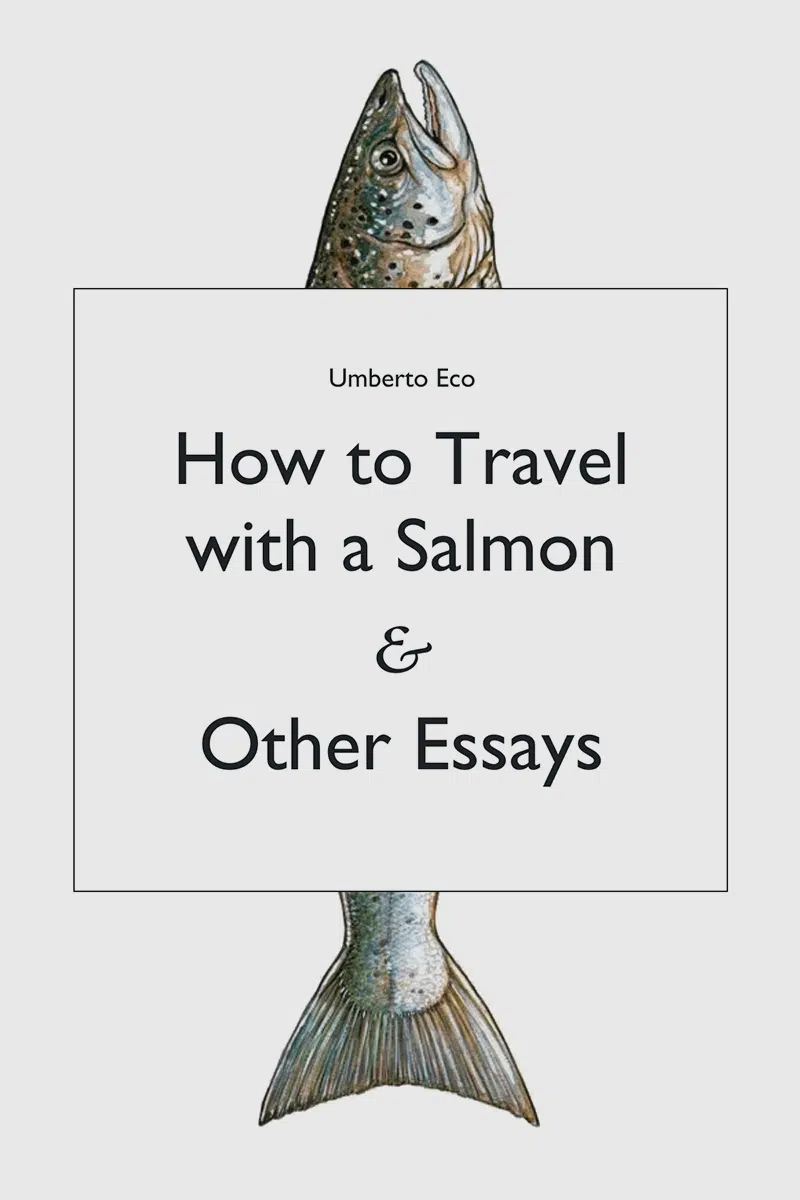 Umberto Eco
How to Travel
with a Salmon
&
Other Essays